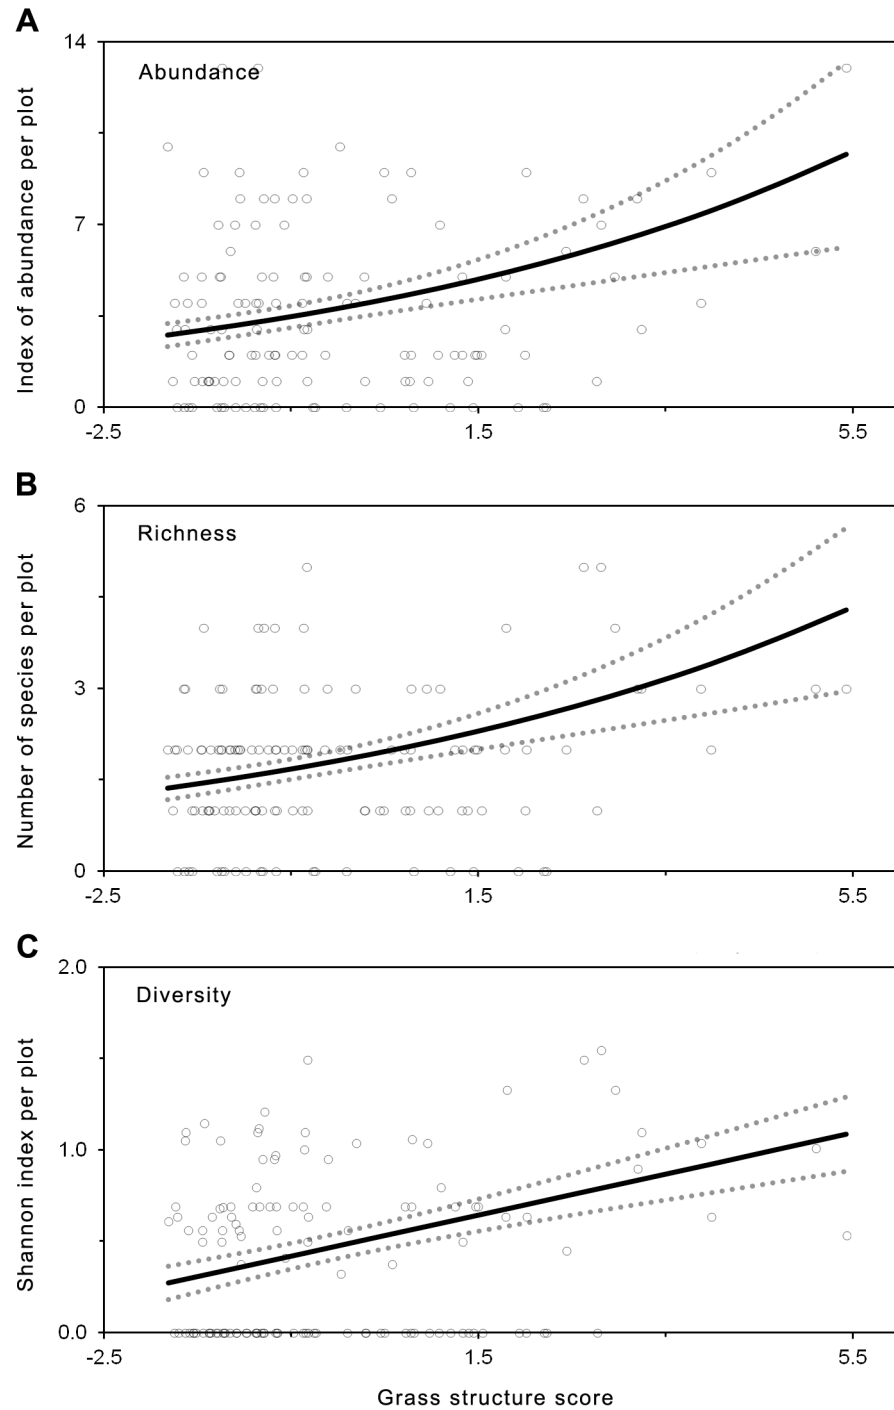 A
14
Abundance
Index of abundance per plot
7
0
-2.5
1.5
5.5
B
6
Richness
Number of species per plot
3
0
-2.5
1.5
5.5
C
2.0
Diversity
Shannon index per plot
1.0
0.0
-2.5
1.5
5.5
Grass structure score